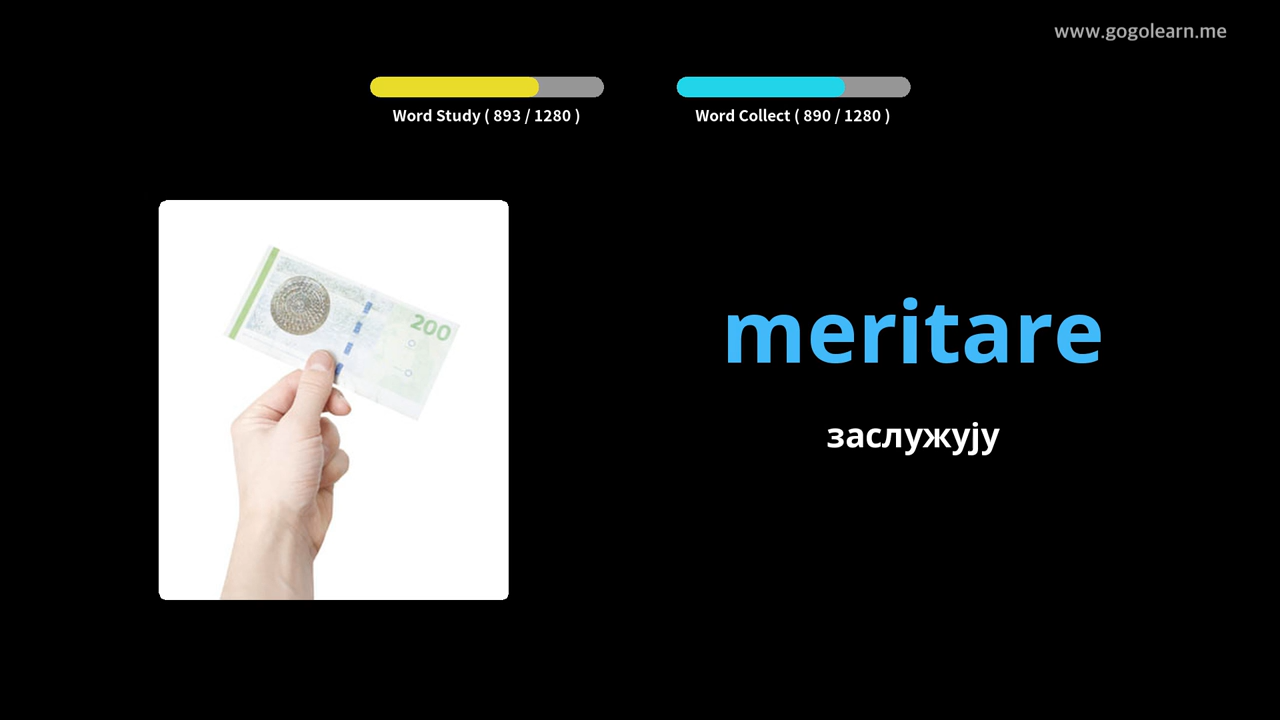 www.gogolearn.me
Word Study ( 893 / 1280 )
Word Collect ( 890 / 1280 )
200
meritare
заслужују